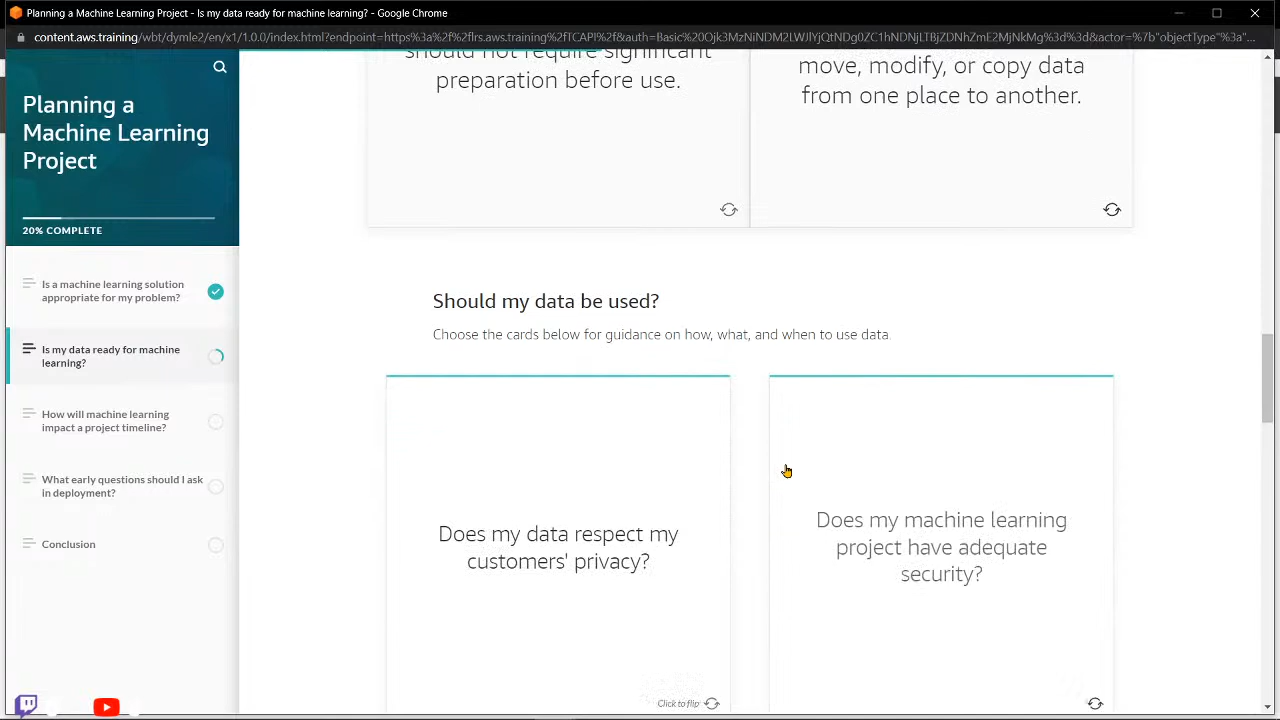 Planning a Machine Learning Project - Is my data ready for machine learning? - Google Chrome
content.aws.training/wbt/dymle2/en/x1/1.0.0/index.html?endpoint=https%3a%2f%2flrs.aws.training%2fTCAPI%2f&auth=Basic%20Ojk3MzNiNDM2LWJlYjQtNDg0ZC1hNDNjLTBjZDNhZmE2MjNkMg%3d%3d&actor=%7b"objectType"%3a"...
Planning a
Machine Learning
Project
20% COMPLETE
Is a machine learning solution
appropriate for my problem?
Is my data ready for machine
learning?
How will machine learning
impact a project timeline?
What early questions should I ask
in deployment?
Conclusion
should not require significant
preparation before use.
move, modify, or copy data
from one place to another.
Should my data be used?
Choose the cards below for guidance on how, what, and when to use data.
Does my data respect my
customers' privacy?
Click to flip
Does my machine learning
project have adequate
security?